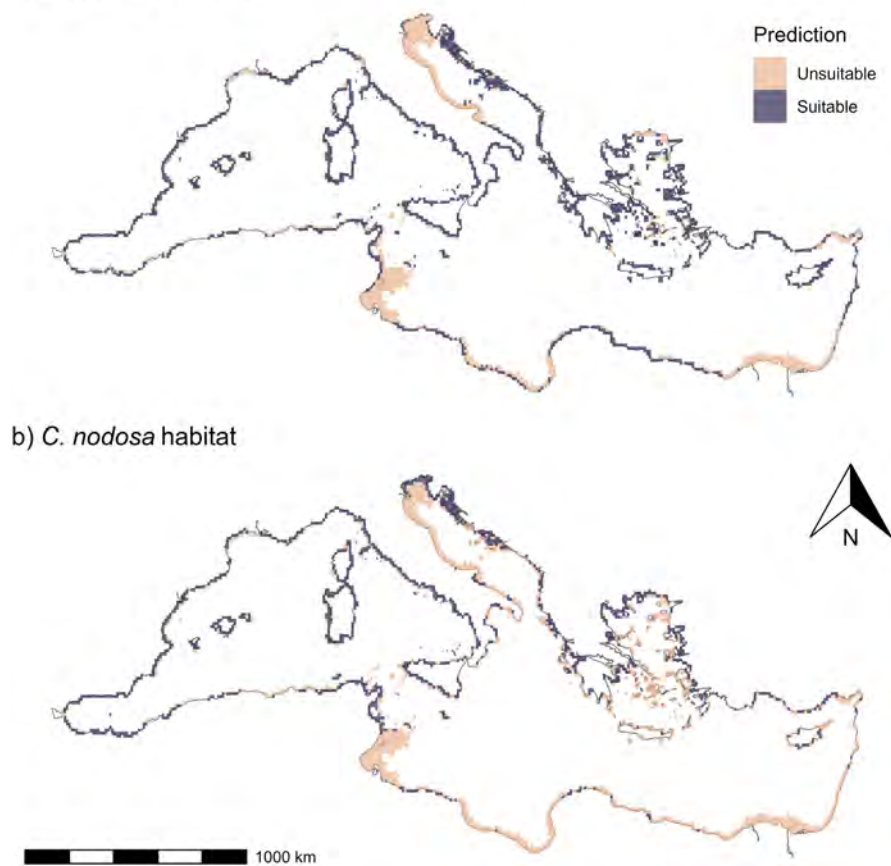 Prediction
Unsuitable
Suitable
b) C. nodosa habitat
N
1000 km